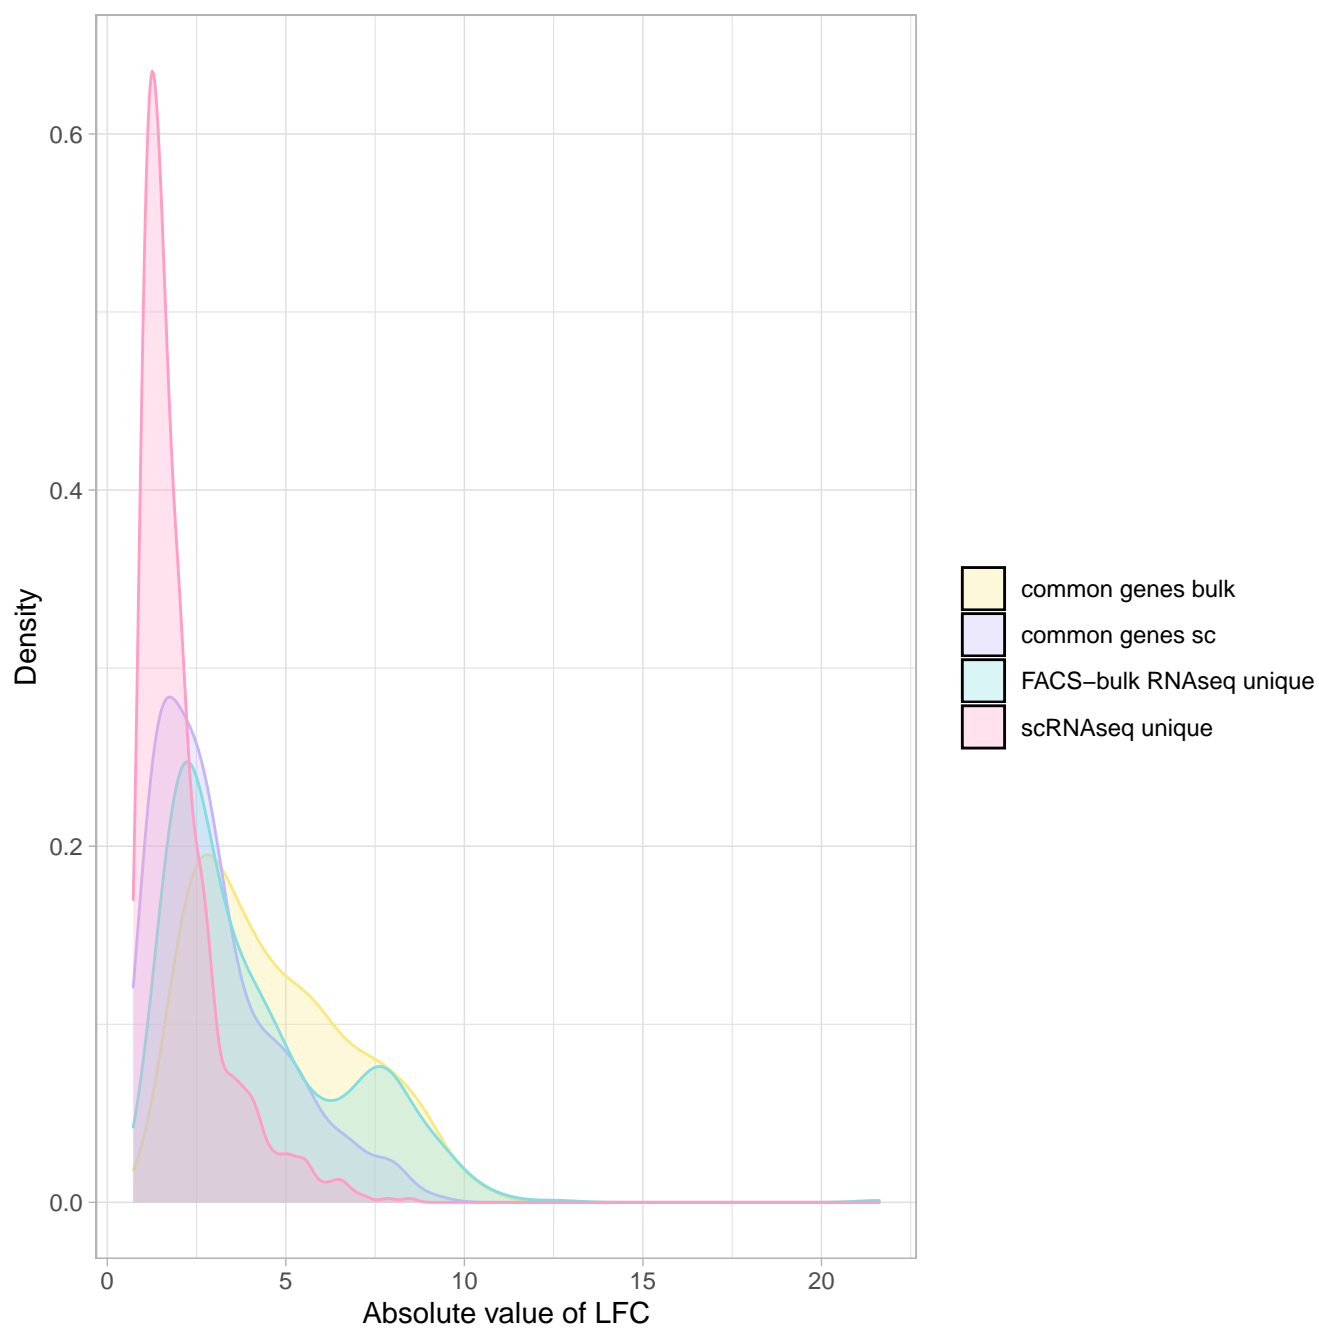 0.6
0.4
0.2
0.0
Density
0
5
10
15
20
Absolute value of LFC
common genes bulk
common genes sc
FACS−bulk RNAseq unique
scRNAseq unique